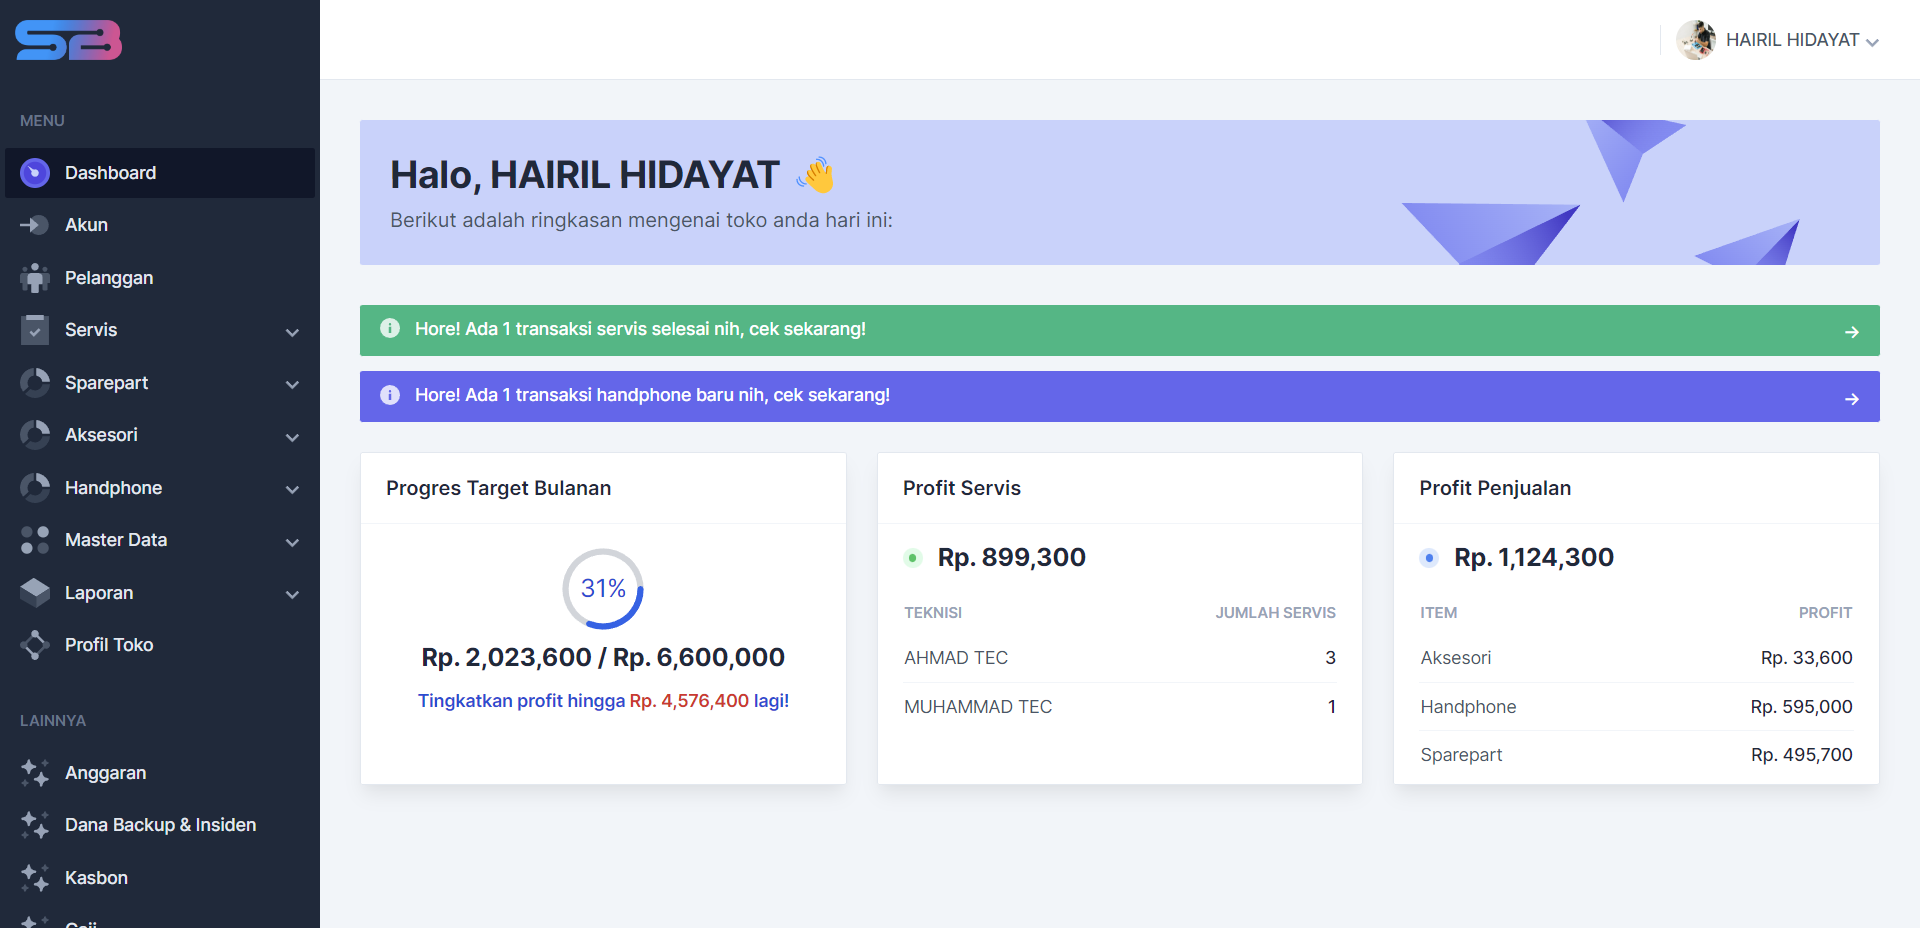 SB
HAIRIL HIDAYAT
MENU
Dashboard
Akun
Pelanggan
Servis
Sparepart
Aksesori
Handphone
Master Data
Laporan
Profil Toko
LAINNYA
Anggaran
Dana Backup & Insiden
Kasbon
Halo, HAIRIL HIDAYAT 👋
Berikut adalah ringkasan mengenai toko anda hari ini:
Hore! Ada 1 transaksi servis selesai nih, cek sekarang!
Hore! Ada 1 transaksi handphone baru nih, cek sekarang!
Progres Target Bulanan
31%
Rp. 2,023,600 / Rp. 6,600,000
Tingkatkan profit hingga Rp. 4,576,400 lagi!
Profit Servis
Rp. 899,300
TEKNISI JUMLAH SERVIS
AHMAD TEC 3
MUHAMMAD TEC 1
Profit Penjualan
Rp. 1,124,300
ITEM PROFIT
Aksesori Rp. 33,600
Handphone Rp. 595,000
Sparepart Rp. 495,700